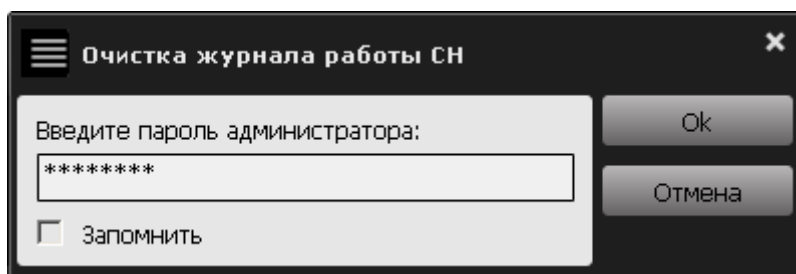 Очистка журнала работы СН
Введите пароль администратора:
Ok
********
Отмена
Запомнить